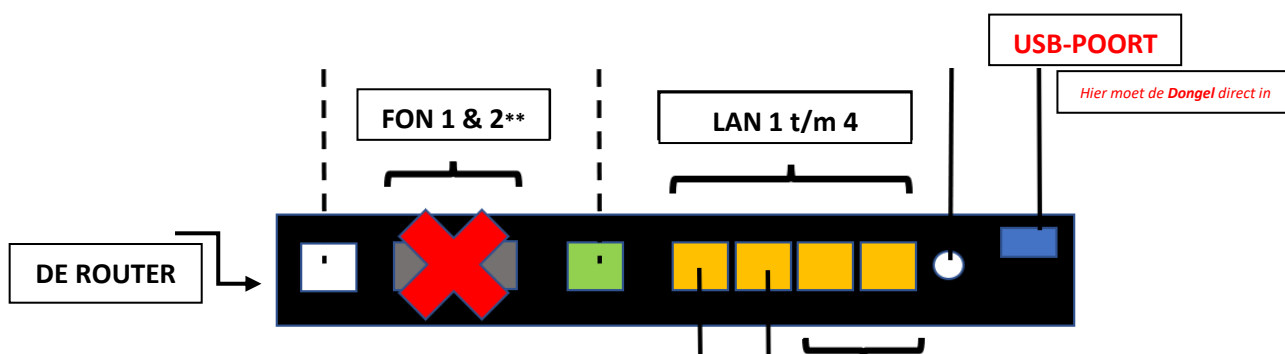 USB-POORT
Hier moet de Dongel direct in
FON 1 & 2**
LAN 1 t/m 4
DE ROUTER